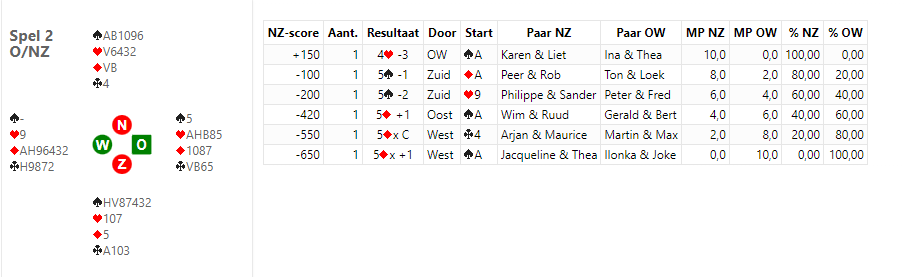 Spel 2
O/NZ
♠AB1096
♥V6432
♦VB
♣4
♠-
♥9
♦AH96432
♣H9872
N
W O
Z
♠5
♥AHB85
♦1087
♣VB65
♠HV87432
♥107
♦5
♣A103
NZ-score Aant. Resultaat Door Start Paar NZ Paar OW MP NZ MP OW % NZ % OW
+150 1 4♥ -3 OW ♠A Karen & Liet Ina & Thea 10,0 0,0 100,00 0,00
-100 1 5♠ -1 Zuid ♦A Peer & Rob Ton & Loek 8,0 2,0 80,00 20,00
-200 1 5♠ -2 Zuid ♥9 Philippe & Sander Peter & Fred 6,0 4,0 60,00 40,00
-420 1 5♦ +1 Oost ♠A Wim & Ruud Gerald & Bert 4,0 6,0 40,00 60,00
-550 1 5♦x C West ♣4 Arjan & Maurice Martin & Max 2,0 8,0 20,00 80,00
-650 1 5♦x +1 West ♠A Jacqueline & Thea Ilonka & Joke 0,0 10,0 0,00 100,00